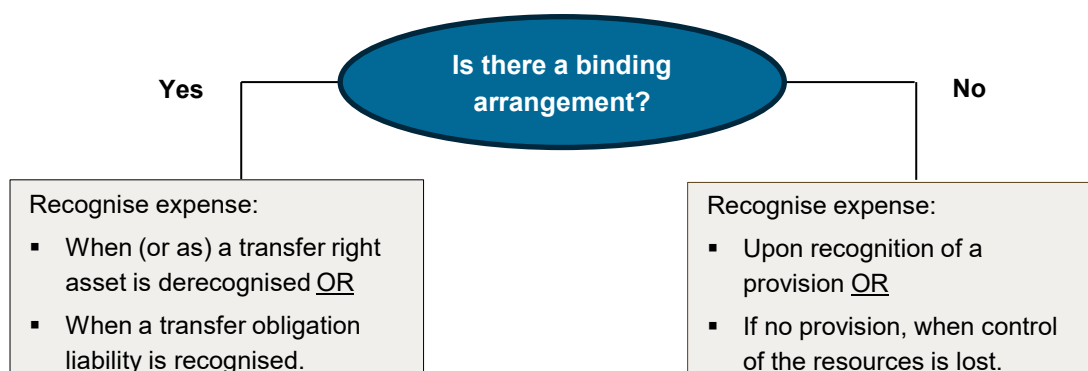 Is there a binding
arrangement?
Yes
No
Recognise expense:
▪ When (or as) a transfer right
asset is derecognised OR
▪ When a transfer obligation
liability is recognised.
Recognise expense:
▪ Upon recognition of a
provision OR
▪ If no provision, when control
of the resources is lost.